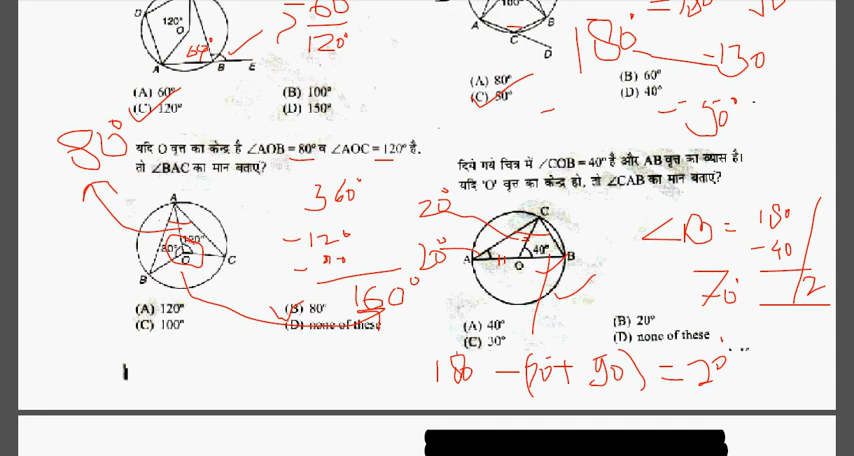 D
120°
O
60°
A
B
E
60
120°
(A) 60°
(B) 100°
(C) 120°
(D) 150°
80°
यदि O वृत्त का केन्द्र है ∠AOB = 80° व ∠AOC = 120° है.
तो ∠BAC का मान बताए?
A
120°
80°
O
B
C
360°
-120
160°
(A) 120°
(B) 80°
(C) 100°
(D) none of these
100°
A
B
C
D
180°
-130
- 50°
(A) 80°
(B) 60°
(C) 50°
(D) 40°
दिये गये चित्र में ∠COB = 40° है और AB वृत्त का व्यास है।
यदि 'O' वृत्त का केन्द्र हो, तो ∠CAB का मान बताए?
20°
20°
C
40°
A
O
B
∠B = 180
-40
70°
/2
(A) 40°
(B) 20°
(C) 30°
(D) none of these
180 - (70 + 90) = 20°